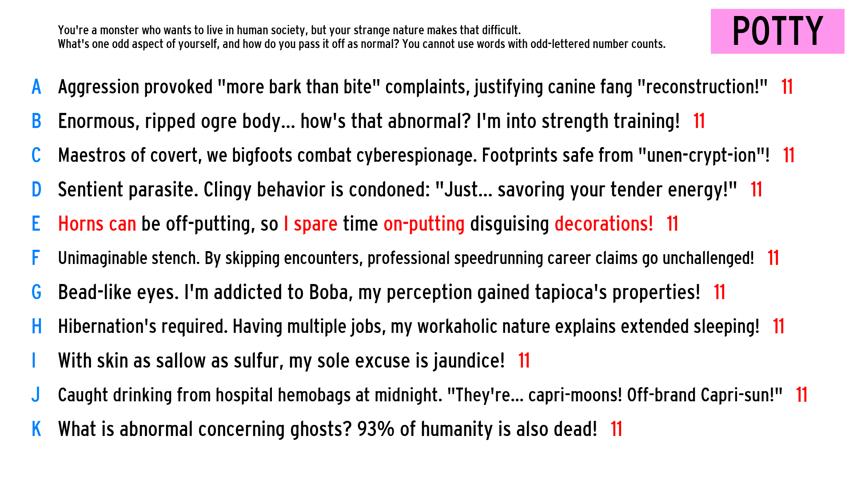 You're a monster who wants to live in human society, but your strange nature makes that difficult.
What's one odd aspect of yourself, and how do you pass it off as normal? You cannot use words with odd-lettered number counts.
POTTY
A Aggression provoked "more bark than bite" complaints, justifying canine fang "reconstruction!" 11
B Enormous, ripped ogre body... how's that abnormal? I'm into strength training! 11
C Maestros of covert, we bigfoots combat cyberespionage. Footprints safe from "unen-crypt-ion"! 11
D Sentient parasite. Clingy behavior is condoned: "Just... savoring your tender energy!" 11
E Horns can be off-putting, so I spare time on-putting disguising decorations! 11
F Unimaginable stench. By skipping encounters, professional speedrunning career claims go unchallenged! 11
G Bead-like eyes. I'm addicted to Boba, my perception gained tapioca's properties! 11
H Hibernation's required. Having multiple jobs, my workaholic nature explains extended sleeping! 11
I With skin as sallow as sulfur, my sole excuse is jaundice! 11
J Caught drinking from hospital hemobags at midnight. "They're... capri-moons! Off-brand Capri-sun!" 11
K What is abnormal concerning ghosts? 93% of humanity is also dead! 11